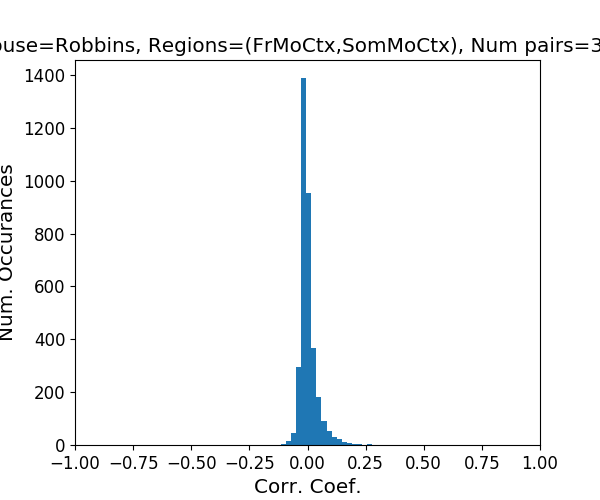 ouse=Robbins, Regions=(FrMoCtx,SomMoCtx), Num pairs=3
1400
1200
1000
800
600
400
200
0
Num. Occurances
−1.00 −0.75 −0.50 −0.25 0.00 0.25 0.50 0.75 1.00
Corr. Coef.